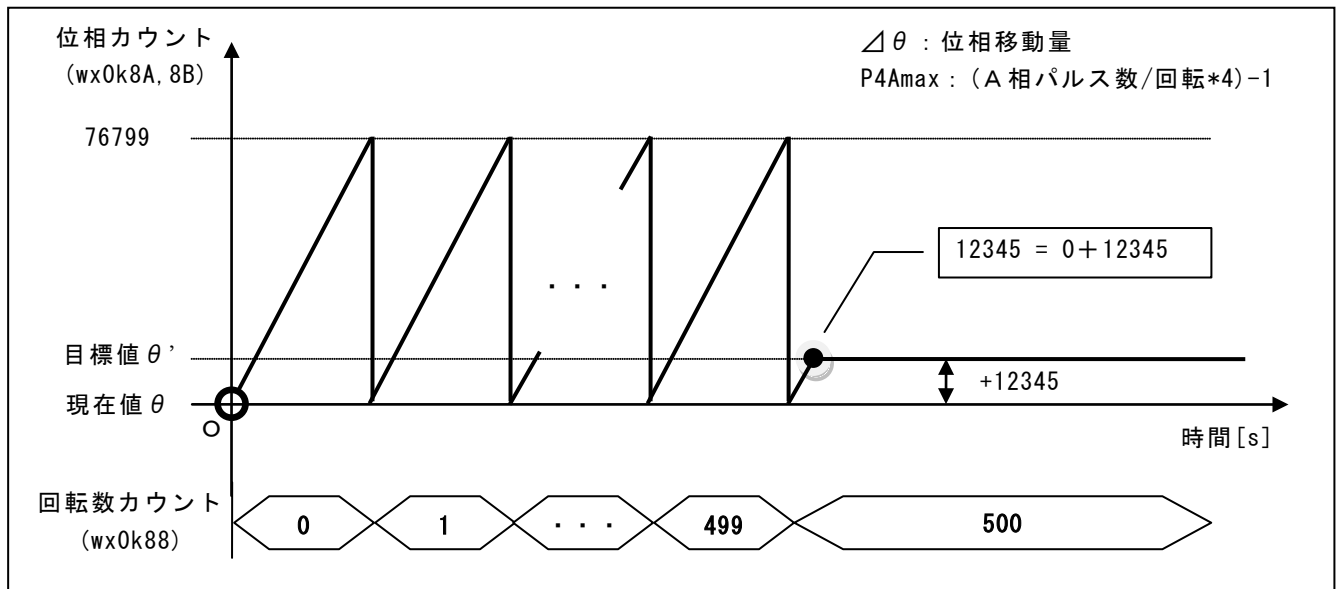 位相カウント
(wx0k8A, 8B)
⊿θ：位相移動量
P4Amax：(A相パルス数/回転*4)-1
76799
12345 = 0＋12345
・・・
目標値θ'
+12345
現在値θ
O
時間[s]
回転数カウント
(wx0k88)
0
1
・・・
499
500